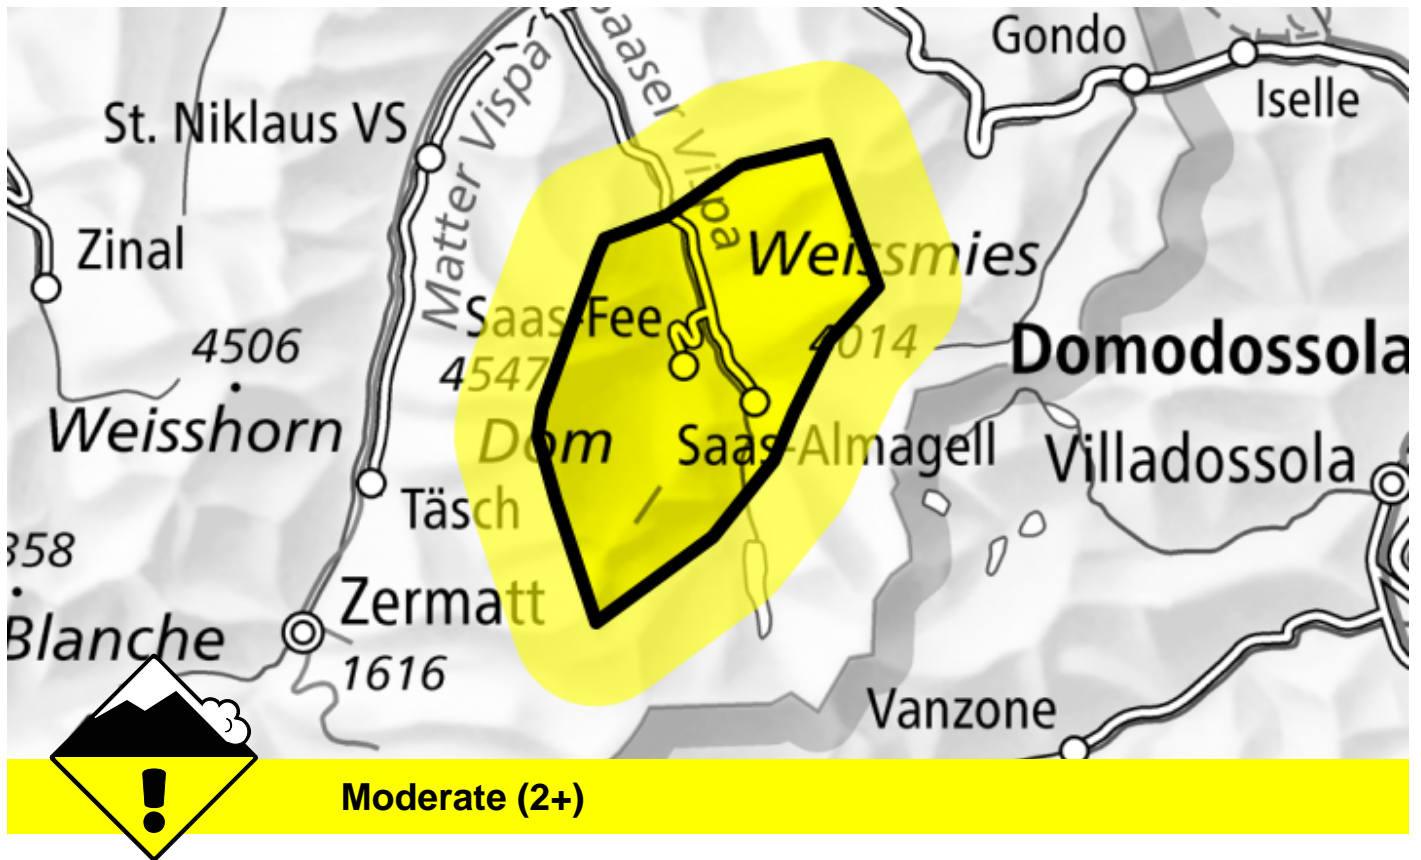 Saaser Vispa
Gondo
Iselle
St. Niklaus VS
Matter Vispa
Zinal
Weissmies
Saas-Fee
4506
4547
4014
Domodossola
Weisshorn
Dom
Saas-Almagell
Villadossola
Täsch
358
Zermatt
Blanche
1616
Vanzone
!
Moderate (2+)